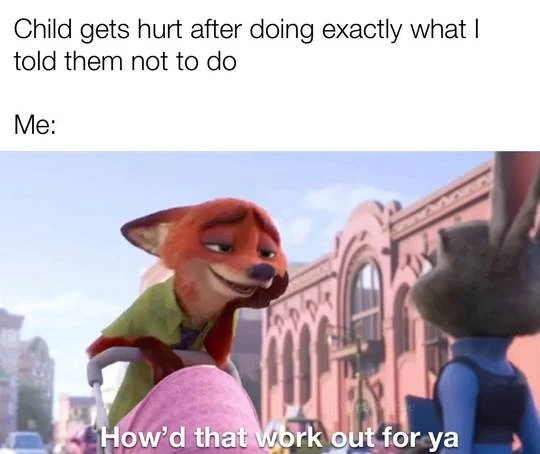 Child gets hurt after doing exactly what I
told them not to do
Me:
How'd that work out for ya